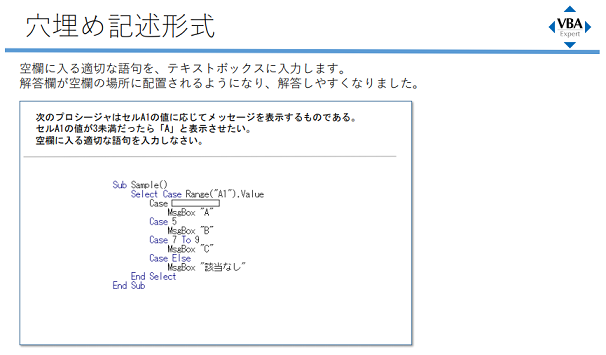 穴埋め記述形式
VBA
Expert
空欄に入る適切な語句を、テキストボックスに入力します。
解答欄が空欄の場所に配置されるようになり、解答しやすくなりました。
次のプロシージャはセルA1の値に応じてメッセージを表示するものである。
セルA1の値が3未満だったら「A」と表示させたい。
空欄に入る適切な語句を入力しなさい。
Sub Sample()
Select Case Range("A1").Value
Case
MsgBox "A"
Case 5
MsgBox "B"
Case 7 To 9
MsgBox "C"
Case Else
MsgBox "該当なし"
End Select
End Sub